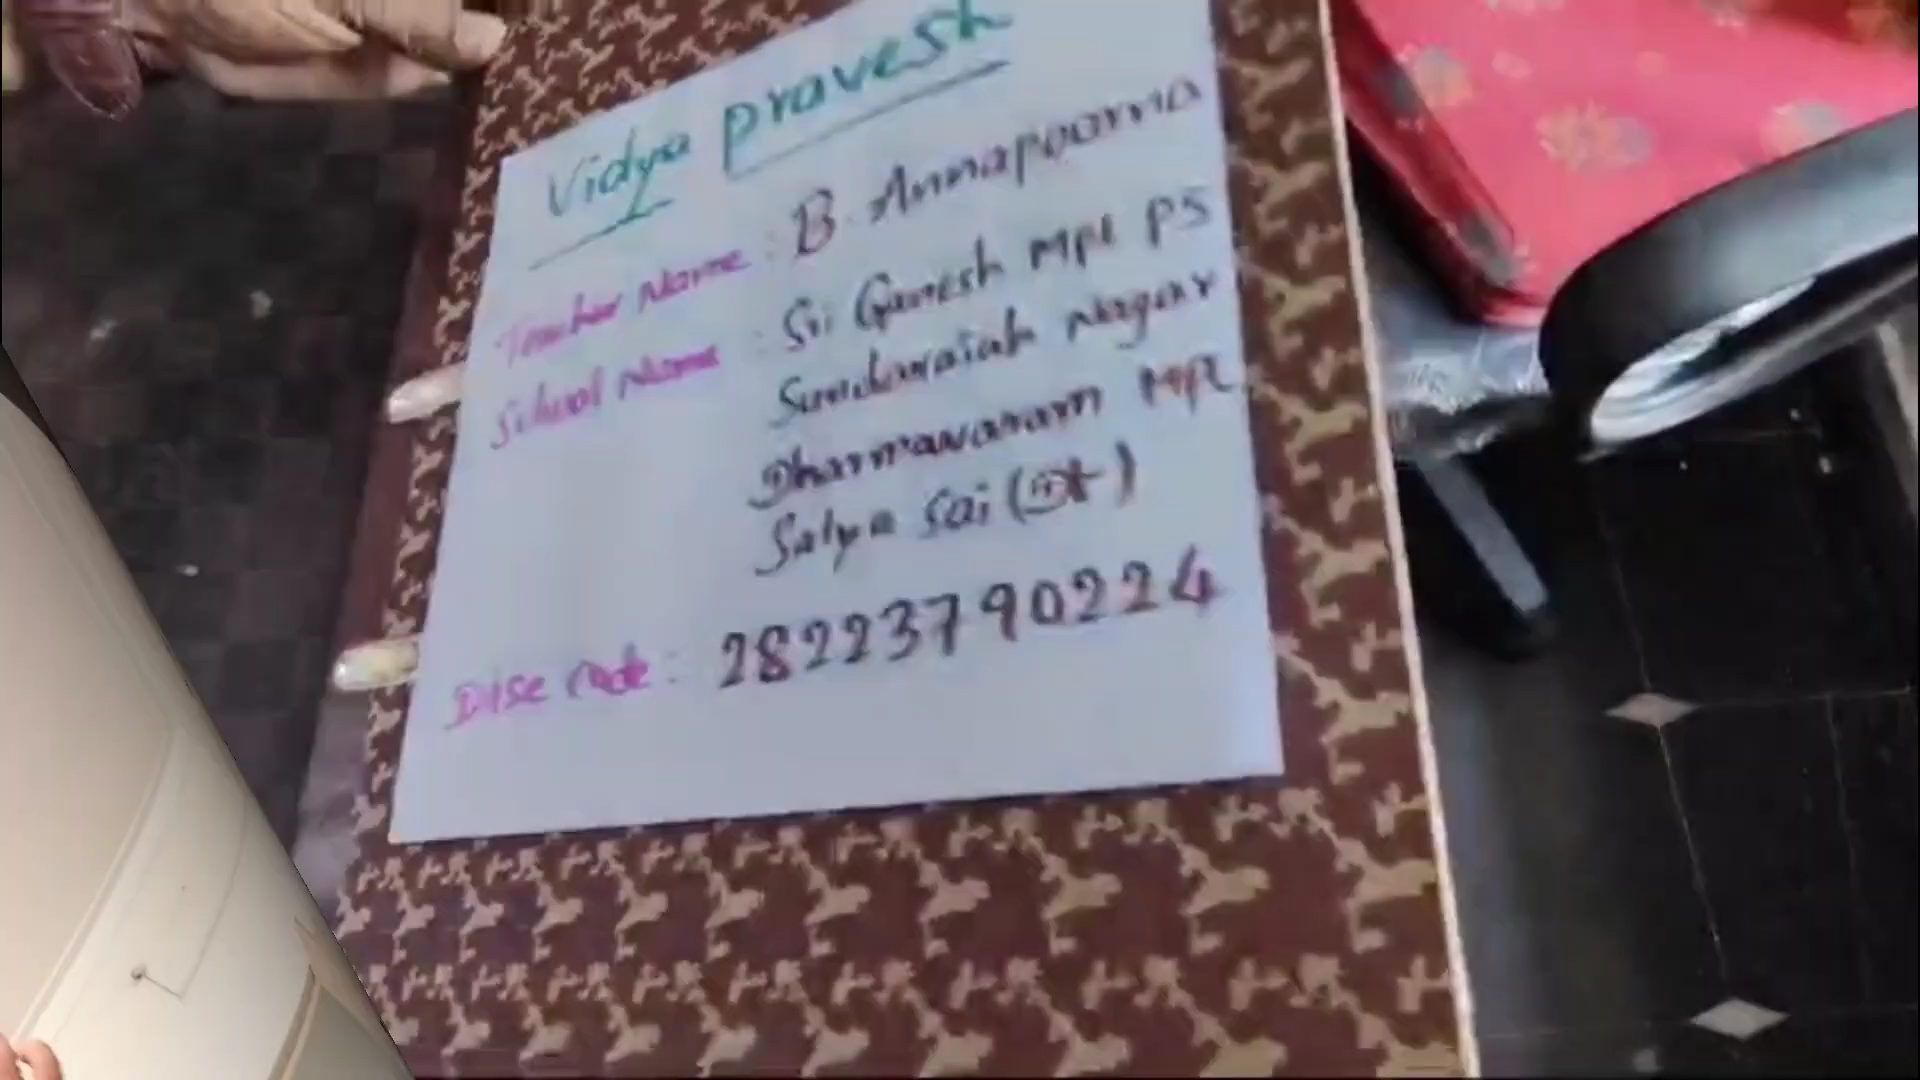 Vidya pravesh
Teacher Name : B. Annapoorna
School Name : Sri Ganesh MPL PS
Sundaraiah Nagar
Dharmavaram MPL
Satya Sai (Dt)
DISE code : 28223790224